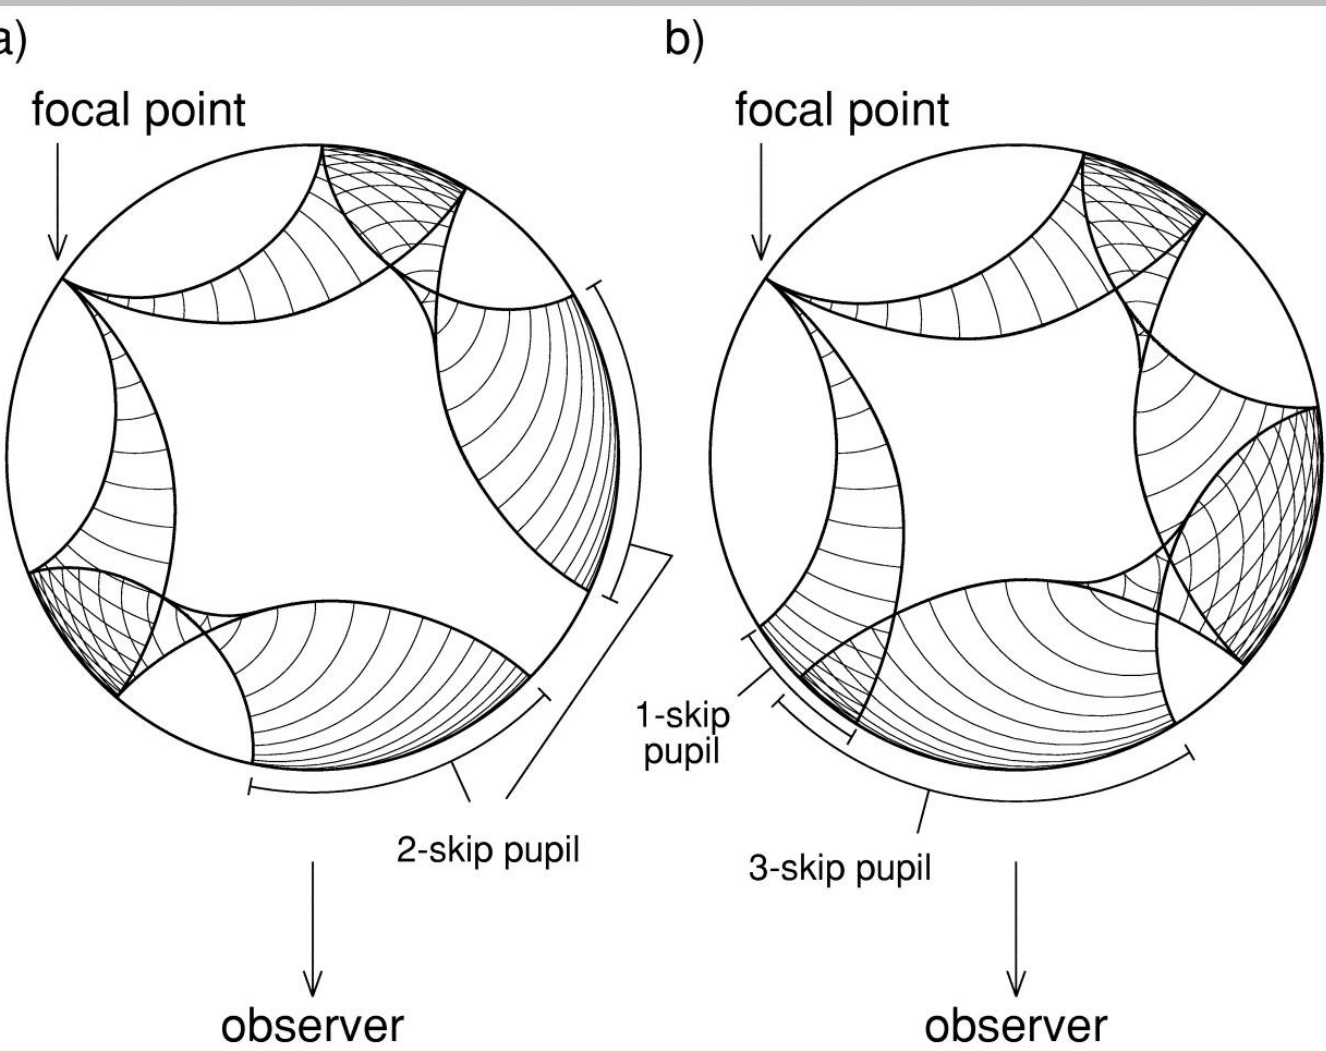 a)
b)
focal point
focal point
1-skip
pupil
2-skip pupil
3-skip pupil
observer
observer